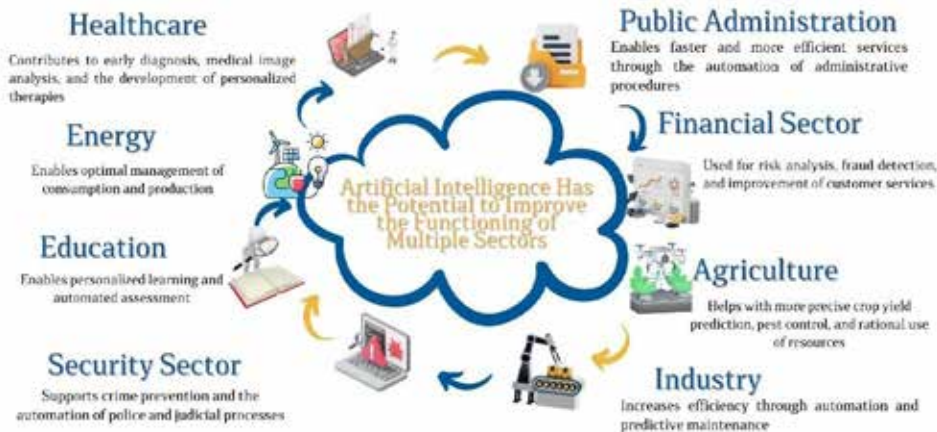 Healthcare
Contributes to early diagnosis, medical image
analysis, and the development of personalized
therapies
Energy
Enables optimal management of
consumption and production
Education
Enables personalized learning and
automated assessment
Security Sector
Supports crime prevention and the
automation of police and judicial processes
Artificial Intelligence Has
the Potential to Improve
the Functioning of
Multiple Sectors
Public Administration
Enables faster and more efficient services
through the automation of administrative
procedures
Financial Sector
Used for risk analysis, fraud detection,
and improvement of customer services
Agriculture
Helps with more precise crop yield
prediction, pest control, and rational use
of resources
Industry
Increases efficiency through automation and
predictive maintenance